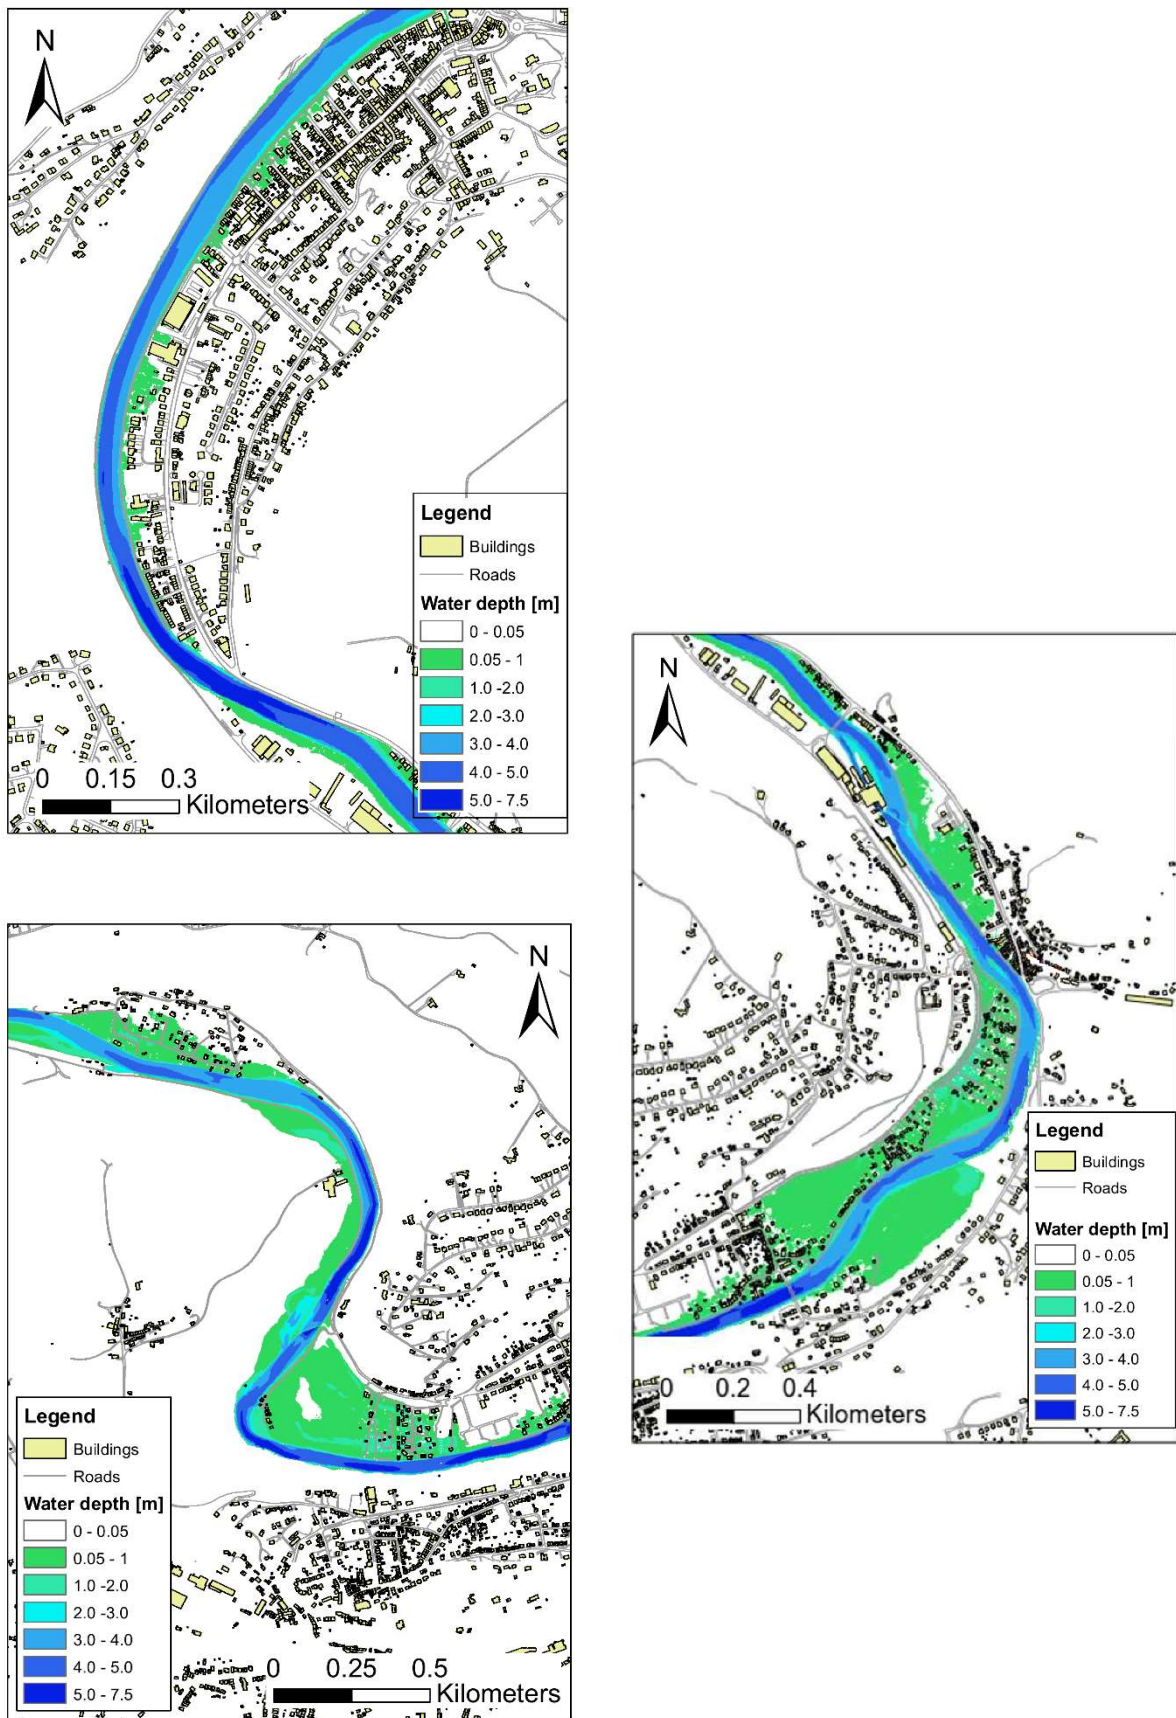 N
Legend
Buildings
Roads
Water depth [m]
0 - 0.05
0.05 - 1
1.0 -2.0
2.0 -3.0
3.0 - 4.0
4.0 - 5.0
5.0 - 7.5
0 0.15 0.3
Kilometers
N
Legend
Buildings
Roads
Water depth [m]
0 - 0.05
0.05 - 1
1.0 -2.0
2.0 -3.0
3.0 - 4.0
4.0 - 5.0
5.0 - 7.5
0 0.2 0.4
Kilometers
N
Legend
Buildings
Roads
Water depth [m]
0 - 0.05
0.05 - 1
1.0 -2.0
2.0 -3.0
3.0 - 4.0
4.0 - 5.0
5.0 - 7.5
0 0.25 0.5
Kilometers